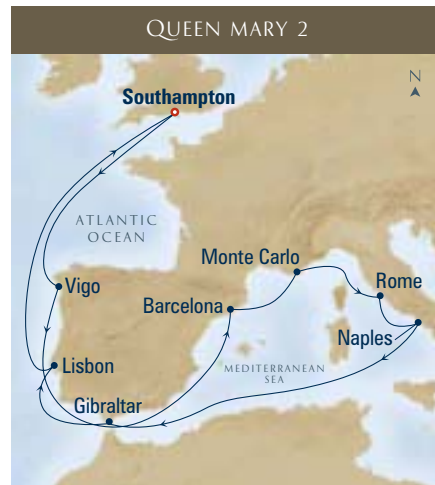 QUEEN MARY 2
N
Southampton
ATLANTIC
OCEAN
Monte Carlo
Vigo
Rome
Barcelona
Naples
Lisbon
MEDITERRANEAN
SEA
Gibraltar